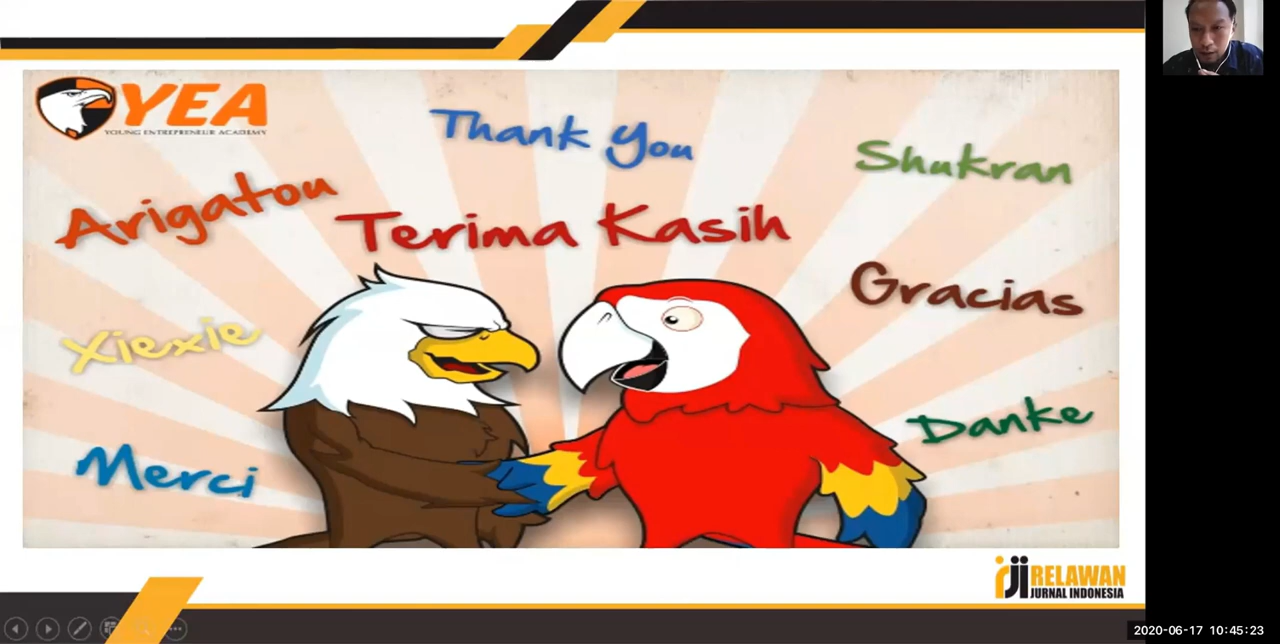 YEA
YOUNG ENTREPRENEUR ACADEMY
Thank You
Shukran
Arigatou
Terima Kasih
Gracias
Xiexie
Danke
Merci
RELAWAN
JURNAL INDONESIA
2020-06-17 10:45:23